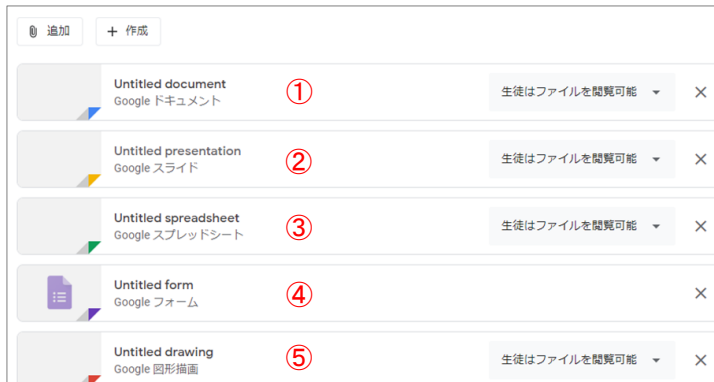 追加 + 作成
Untitled document
Google ドキュメント
①
生徒はファイルを閲覧可能
Untitled presentation
Google スライド
②
生徒はファイルを閲覧可能
Untitled spreadsheet
Google スプレッドシート
③
生徒はファイルを閲覧可能
Untitled form
Google フォーム
④
Untitled drawing
Google 図形描画
⑤
生徒はファイルを閲覧可能